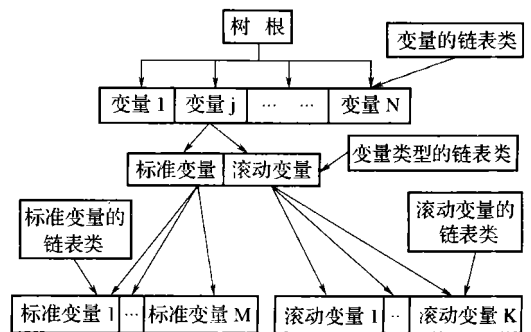 树 根
变量的链表类
变量 1 变量 j … … 变量 N
标准变量 滚动变量
变量类型的链表类
标准变量的
链表类
滚动变量的
链表类
标准变量 1 … 标准变量 M
滚动变量 1 .. 滚动变量 K